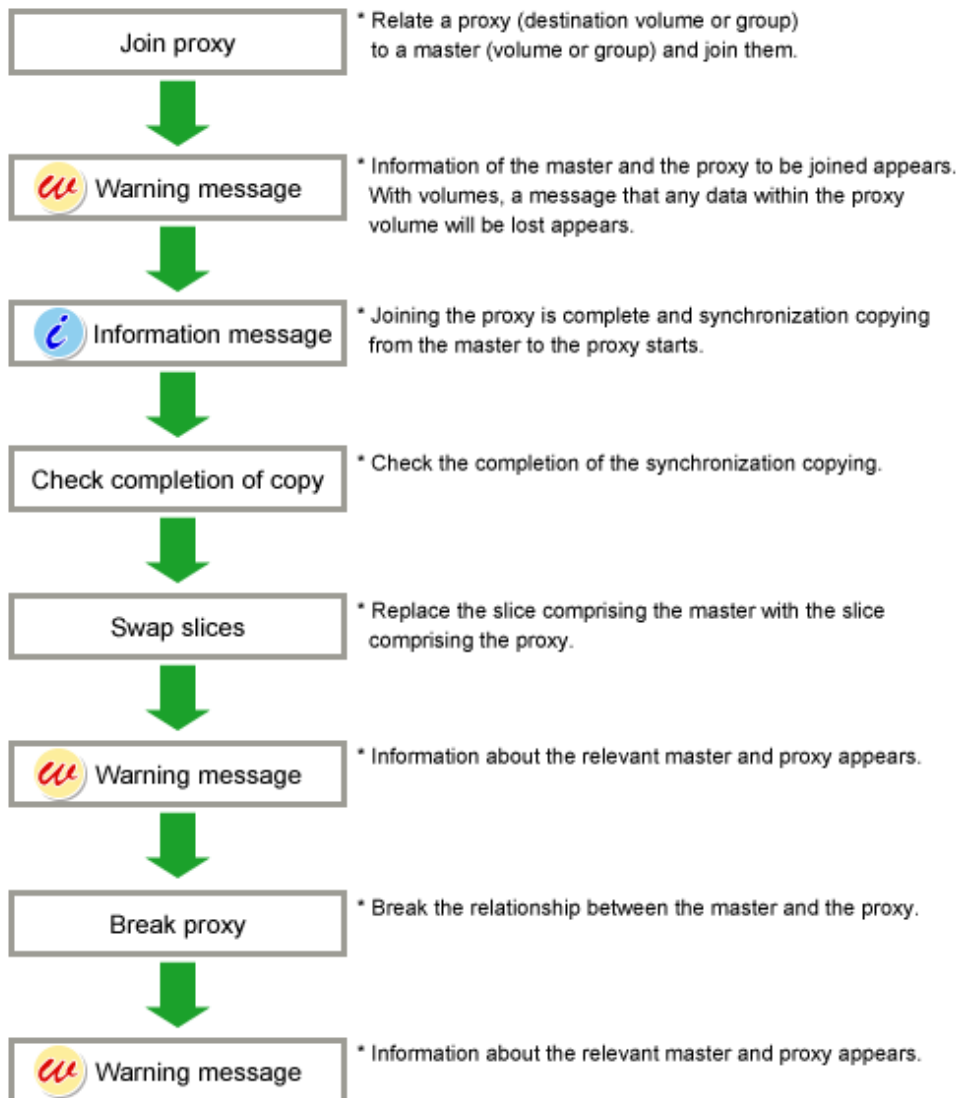 Join proxy
* Relate a proxy (destination volume or group)
to a master (volume or group) and join them.
w Warning message
* Information of the master and the proxy to be joined appears.
With volumes, a message that any data within the proxy
volume will be lost appears.
i Information message
* Joining the proxy is complete and synchronization copying
from the master to the proxy starts.
Check completion of copy
* Check the completion of the synchronization copying.
Swap slices
* Replace the slice comprising the master with the slice
comprising the proxy.
w Warning message
* Information about the relevant master and proxy appears.
Break proxy
* Break the relationship between the master and the proxy.
w Warning message
* Information about the relevant master and proxy appears.